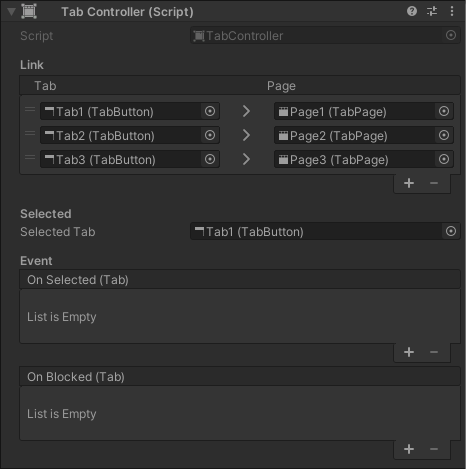 Tab Controller (Script)
Script TabController
Link
Tab Page
Tab1 (TabButton) > Page1 (TabPage)
Tab2 (TabButton) > Page2 (TabPage)
Tab3 (TabButton) > Page3 (TabPage)
+ −
Selected
Selected Tab Tab1 (TabButton)
Event
On Selected (Tab)
List is Empty
+ −
On Blocked (Tab)
List is Empty
+ −